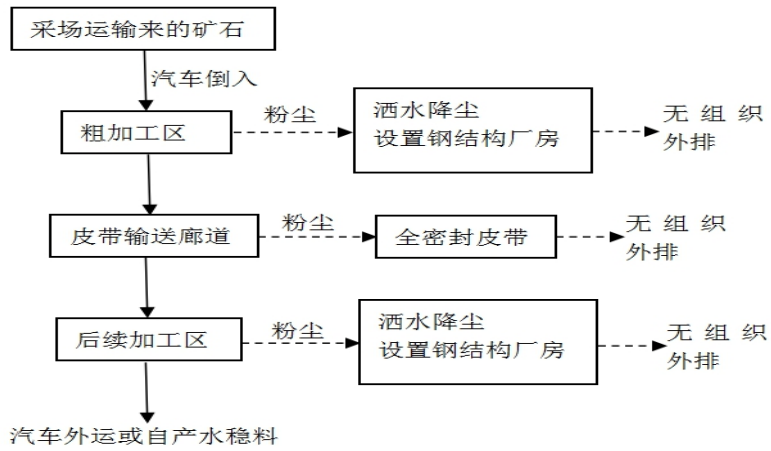 采场运输来的矿石
汽车倒入
粗加工区
粉尘
洒水降尘
设置钢结构厂房
无组织
外排
皮带输送廊道
粉尘
全密封皮带
无组织
外排
后续加工区
粉尘
洒水降尘
设置钢结构厂房
无组织
外排
汽车外运或自产水稳料